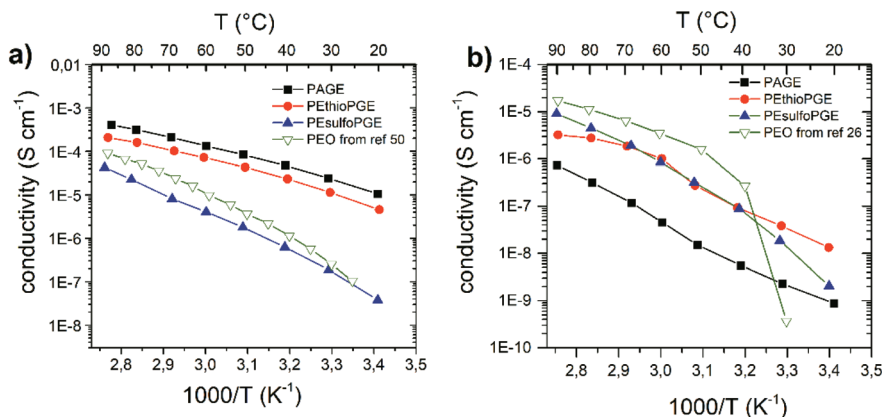 a)
T (°C)
90 80 70 60 50 40 30 20
0,01
1E-3
1E-4
1E-5
1E-6
1E-7
1E-8
conductivity (S cm⁻¹)
PAGE
PEthioPGE
PEsulfoPGE
PEO from ref 50
2,8 2,9 3,0 3,1 3,2 3,3 3,4 3,5
1000/T (K⁻¹)
b)
T (°C)
90 80 70 60 50 40 30 20
1E-4
1E-5
1E-6
1E-7
1E-8
1E-9
1E-10
conductivity (S cm⁻¹)
PAGE
PEthioPGE
PEsulfoPGE
PEO from ref 26
2,8 2,9 3,0 3,1 3,2 3,3 3,4 3,5
1000/T (K⁻¹)